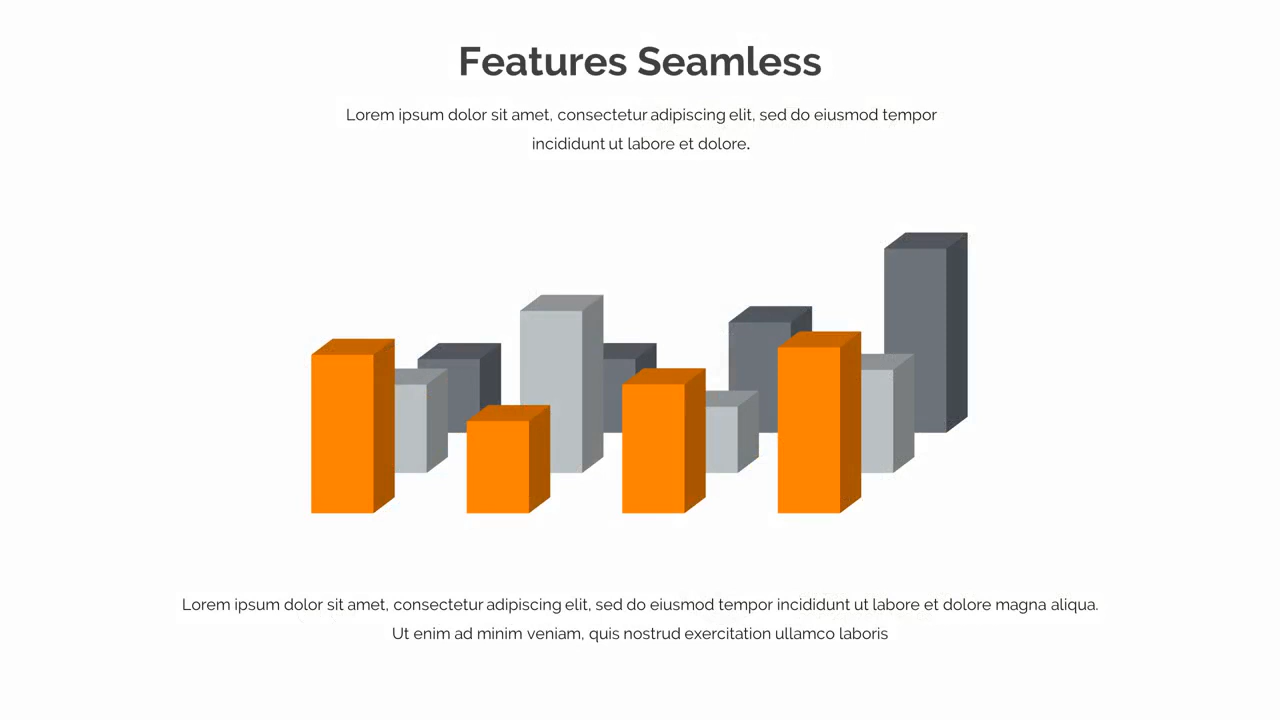 Features Seamless
Lorem ipsum dolor sit amet, consectetur adipiscing elit, sed do eiusmod tempor
incididunt ut labore et dolore.
Lorem ipsum dolor sit amet, consectetur adipiscing elit, sed do eiusmod tempor incididunt ut labore et dolore magna aliqua.
Ut enim ad minim veniam, quis nostrud exercitation ullamco laboris